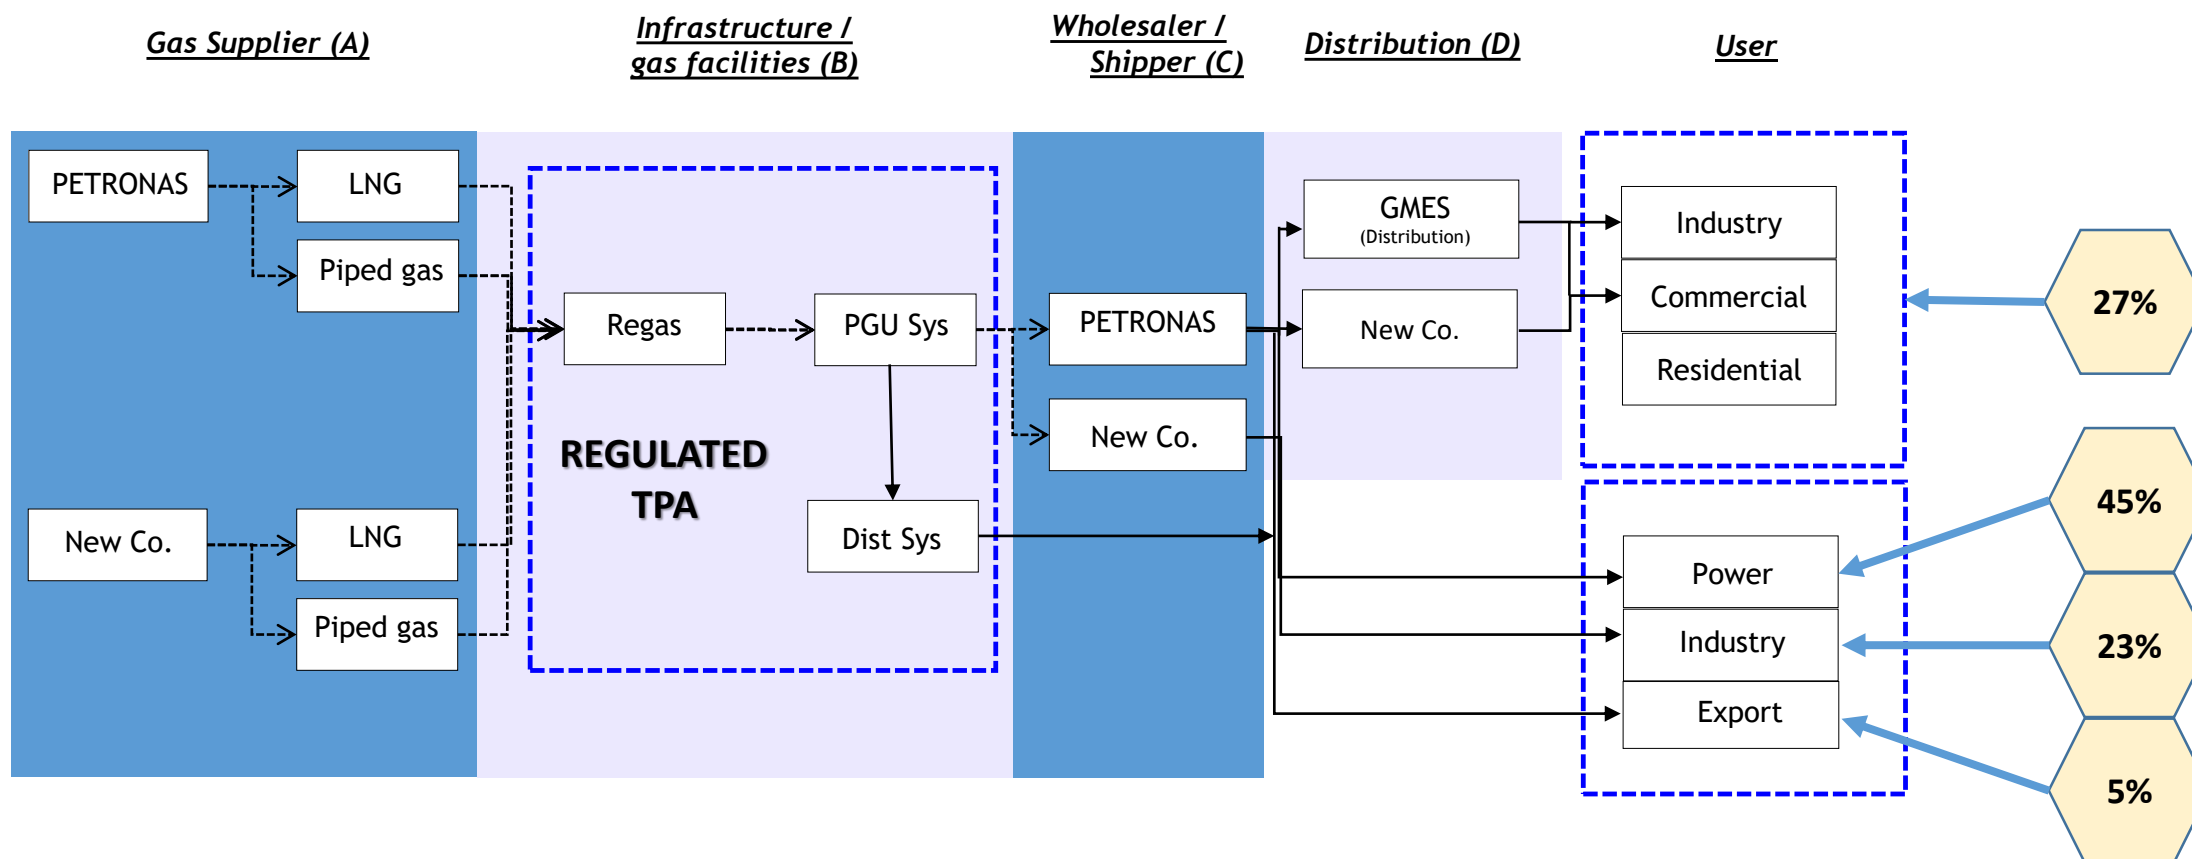 Gas Supplier (A)
Infrastructure /
gas facilities (B)
Wholesaler /
Shipper (C)
Distribution (D)
User
PETRONAS
LNG
Piped gas
New Co.
LNG
Piped gas
Regas
PGU Sys
REGULATED
TPA
Dist Sys
PETRONAS
New Co.
GMES
(Distribution)
New Co.
Industry
Commercial
Residential
Power
Industry
Export
27%
45%
23%
5%